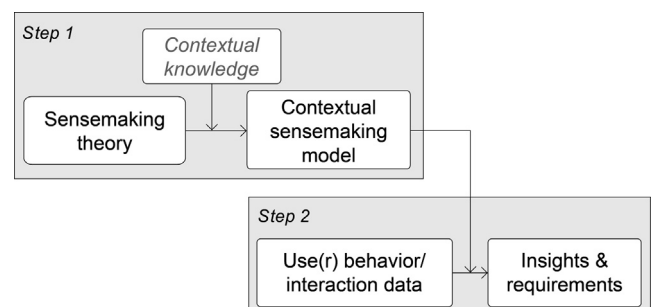 Step 1
Contextual
knowledge
Sensemaking
theory
Contextual
sensemaking
model
Step 2
Use(r) behavior/
interaction data
Insights &
requirements